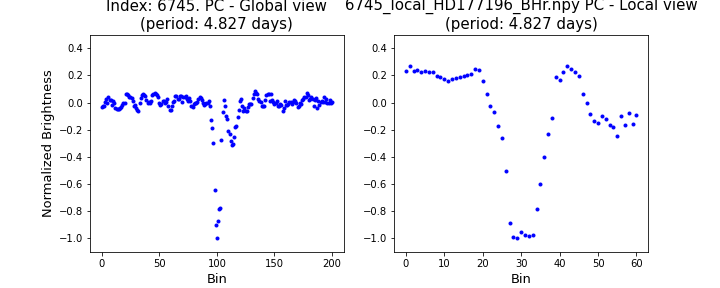 Index: 6745. PC - Global view
(period: 4.827 days)
6745_local_HD177196_BHr.npy PC - Local view
(period: 4.827 days)
Normalized Brightness
0.4
0.2
0.0
−0.2
−0.4
−0.6
−0.8
−1.0
0 50 100 150 200
Bin
0.4
0.2
0.0
−0.2
−0.4
−0.6
−0.8
−1.0
0 10 20 30 40 50 60
Bin